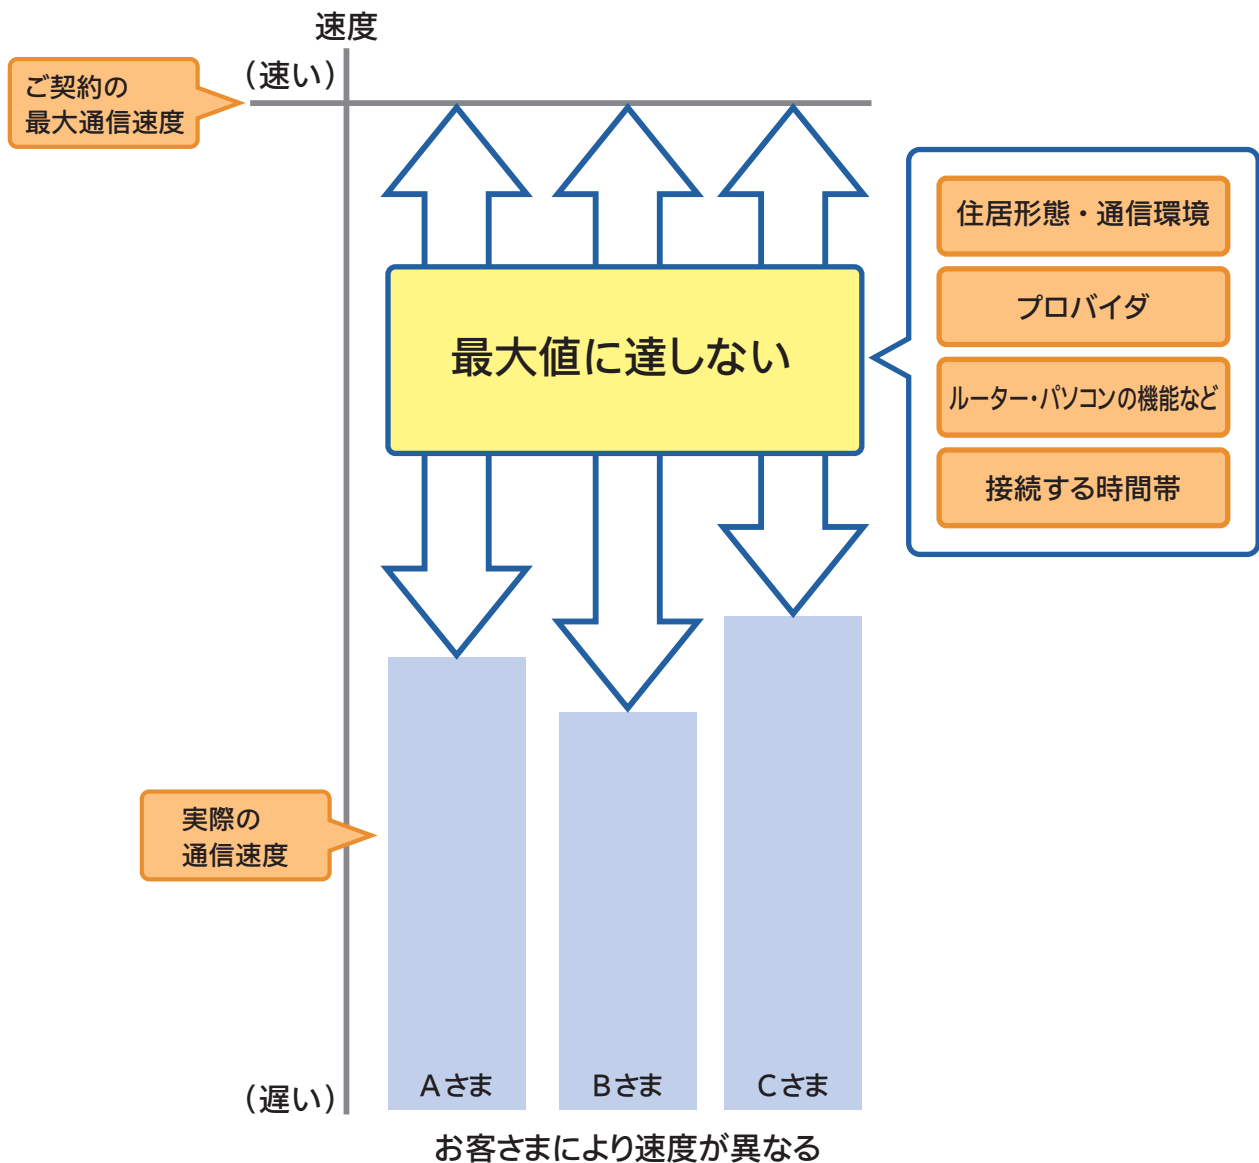 速度
(速い)
ご契約の
最大通信速度
住居形態・通信環境
プロバイダ
ルーター・パソコンの機能など
接続する時間帯
最大値に達しない
実際の
通信速度
Aさま
Bさま
Cさま
(遅い)
お客さまにより速度が異なる